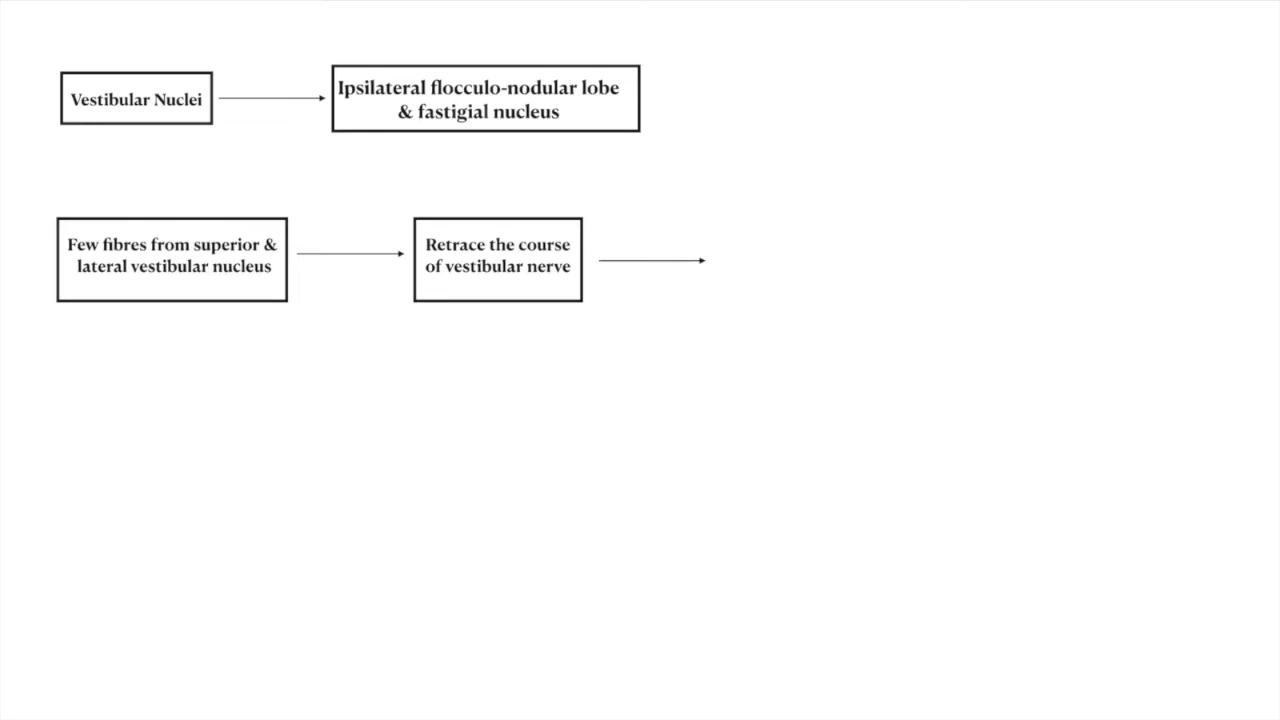 Vestibular Nuclei
Ipsilateral flocculo-nodular lobe
& fastigial nucleus
Few fibres from superior &
lateral vestibular nucleus
Retrace the course
of vestibular nerve